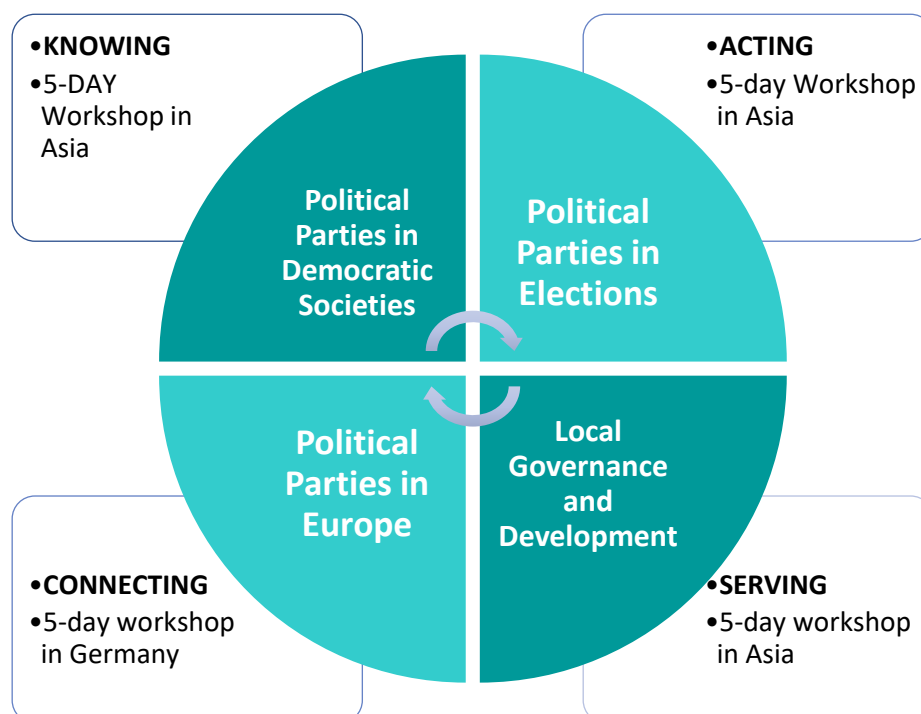 •KNOWING
•5-DAY
Workshop in
Asia
•ACTING
•5-day Workshop
in Asia
Political
Parties in
Democratic
Societies
Political
Parties in
Elections
Political
Parties in
Europe
Local
Governance
and
Development
•CONNECTING
•5-day workshop
in Germany
•SERVING
•5-day workshop
in Asia